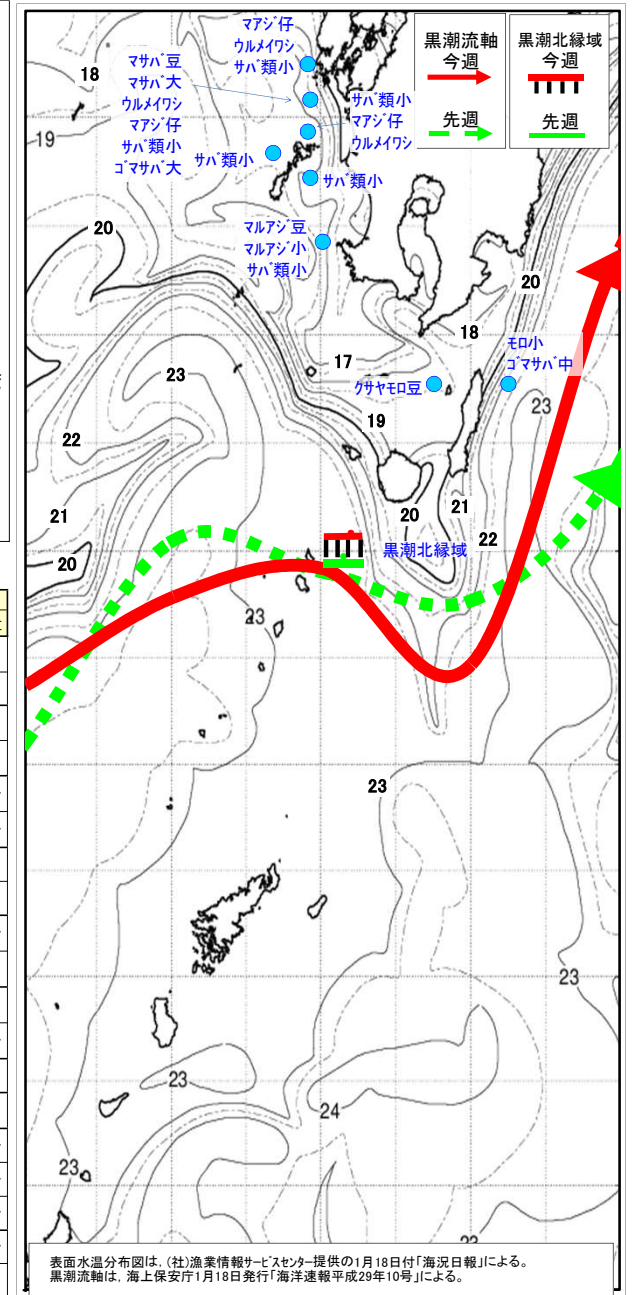 黒潮流軸
今週
先週
黒潮北縁域
今週
先週
マアジ仔
ウルメイワシ
サバ類小
マサバ豆
マサバ大
ウルメイワシ
マアジ仔
サバ類小
ゴマサバ大
サバ類小
マアジ仔
ウルメイワシ
サバ類小
サバ類小
マルアジ豆
マルアジ小
サバ類小
モロ小
ゴマサバ中
クサヤモロ豆
黒潮北縁域
18
19
20
20
18
17
23
19
23
22
20
21
21
22
20
23
23
23
23
24
23
表面水温分布図は，(社)漁業情報サービスセンター提供の1月18日付「海況日報」による。
黒潮流軸は，海上保安庁1月18日発行「海洋速報平成29年10号」による。